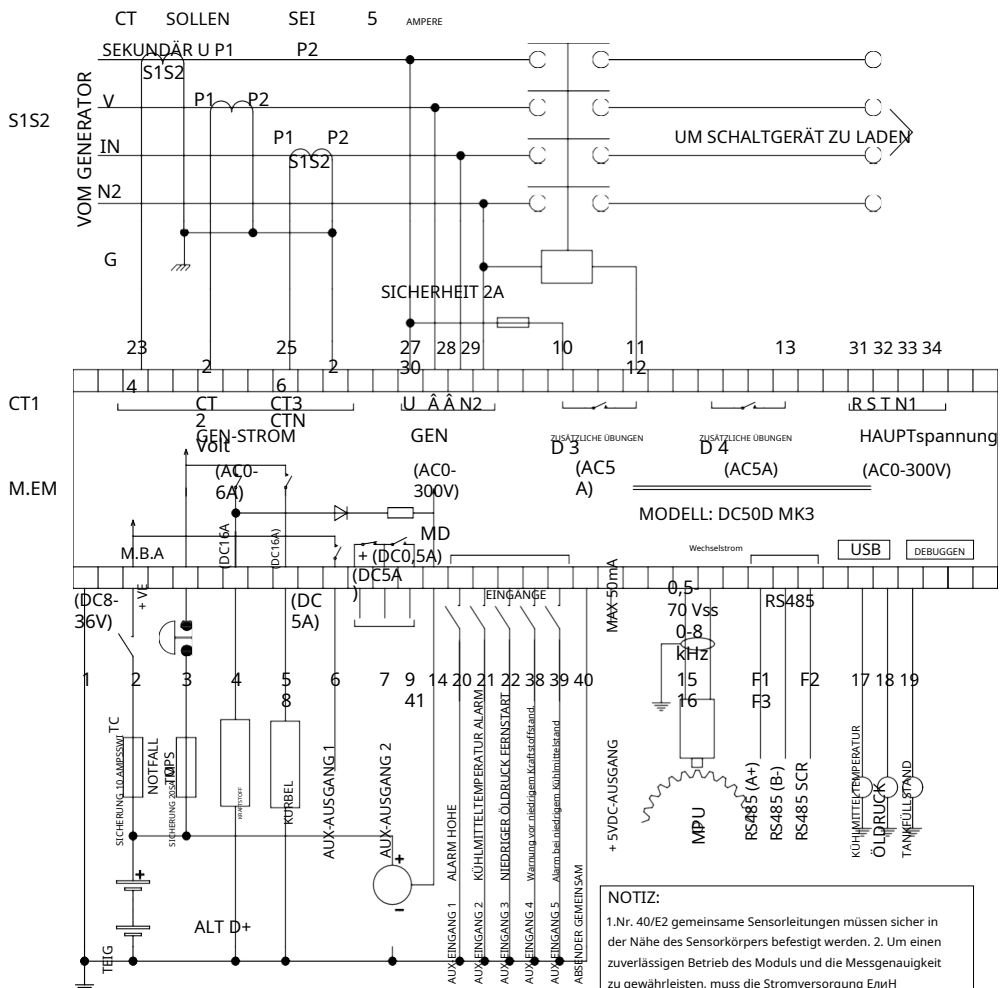 CT SOLLEN SEI 5 AMPERE
SEKUNDÄR U P1 P2
S1S2
V P1 P2
S1S2
UM SCHALTGERÄT ZU LADEN
IN P1 P2
S1S2
N2
VOM GENERATOR
G
SICHERHEIT 2A
23 25 27 28 29 10 11 13 31 32 33 34
2 2 30 12
4 6
CT1 CT CT3 U Â Â N2 R S T N1
2 CTN
GEN-STROM GEN ZUSÄTZLICHE ÜBUNGEN ZUSÄTZLICHE ÜBUNGEN HAUPTspannung
Volt D 3 D 4
(AC0-6A) (AC0-300V) (AC5 A) (AC5A) (AC0-300V)
M.EM
MODELL: DC50D MK3
MD
M.B.A (DC16A (DC16A) + (DC0,5A) Wechselstrom USB DEBUGGEN
(DC5A
)
(DC8-36V) + VE (DC 5A) EINGÄNGE MAX 50mA 0,5-70 Vss RS485
0-8 kHz
1 2 3 4 5 6 7 9 14 20 21 22 38 39 40 15 F1 F2 17 18 19
8 41 16 F3
TC
SICHERUNG 10 AMPSSWI
NOTFALL
SICHERUNG 20S
KRAFTSTOFF
KURBEL
AUX-AUSGANG 1
AUX-AUSGANG 2
ALARM HOHE
KÜHLMITTELTEMPERATUR ALARM
NIEDRIGER ÖLDRUCK FERNSTART
Warnung vor niedrigem Kraftstoffstand.
Alarm bei niedrigem Kühlmittelstand
+ 5VDC-AUSGANG
MPU
RS485 (A+)
RS485 (B-)
RS485 SCR
KÜHLMITTELTEMPERATUR
ÖLDRUCK
TANKFÜLLSTAND
+
+
–
ALT D+
TEIG
AUX-EINGANG 1
AUX-EINGANG 2
AUX-EINGANG 3
AUX-EINGANG 4
AUX-EINGANG 5
ABSENDER GEMEINSAM
NOTIZ:
1.Nr. 40/E2 gemeinsame Sensorleitungen müssen sicher in
der Nähe des Sensorkörpers befestigt werden. 2. Um einen
zuverlässigen Betrieb des Moduls und die Messgenauigkeit
zu gewährleisten, muss die Stromversorgung ЕлиН